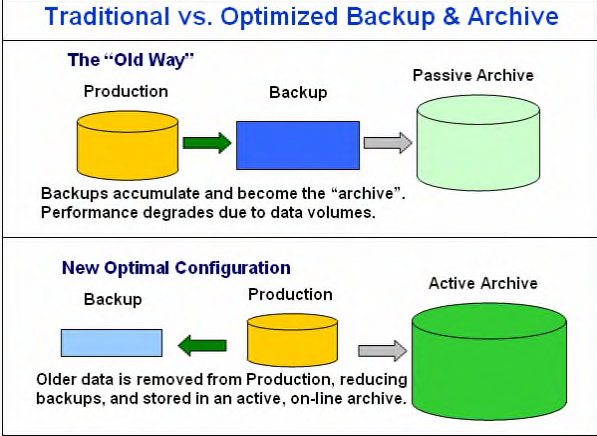 Traditional vs. Optimized Backup & Archive
The “Old Way”
Production
Backup
Passive Archive
Backups accumulate and become the “archive”.
Performance degrades due to data volumes.
New Optimal Configuration
Backup
Production
Active Archive
Older data is removed from Production, reducing
backups, and stored in an active, on-line archive.